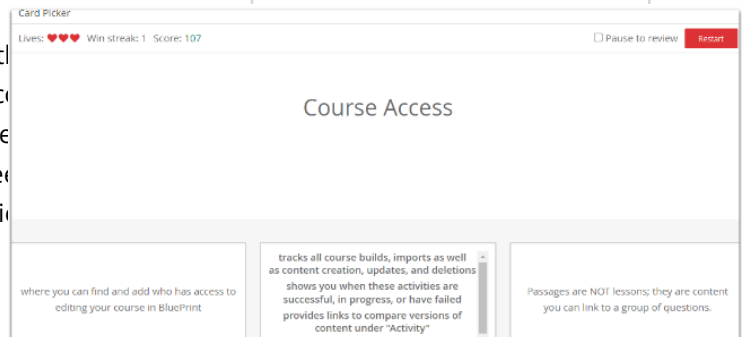 Card Picker
Lives: Win streak: 1 Score: 107
Pause to review
Restart
Course Access
where you can find and add who has access to
editing your course in BluePrint
tracks all course builds, imports as well
as content creation, updates, and deletions
shows you when these activities are
successful, in progress, or have failed
provides links to compare versions of
content under "Activity"
Passages are NOT lessons; they are content
you can link to a group of questions.